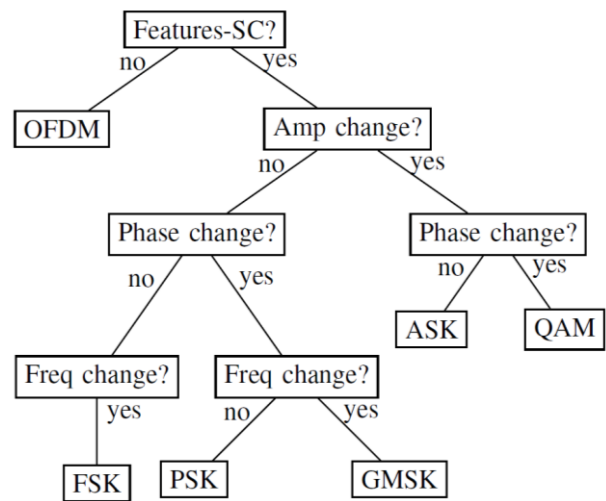 Features-SC?
no
yes
OFDM
Amp change?
no
yes
Phase change?
Phase change?
no
yes
no
yes
ASK
QAM
Freq change?
Freq change?
yes
no
yes
FSK
PSK
GMSK